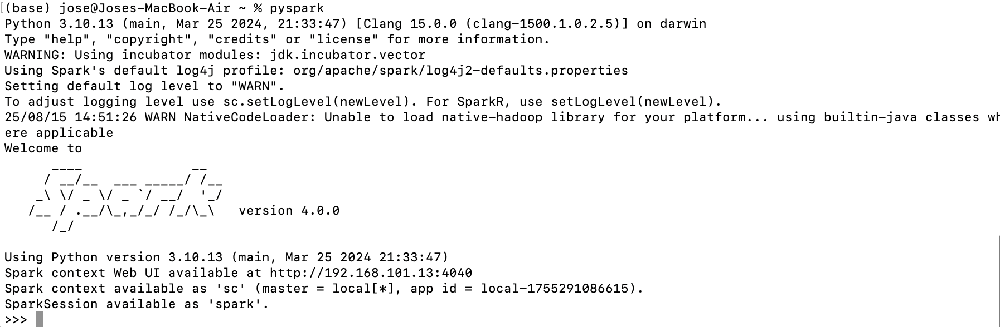 [(base) jose@Joses-MacBook-Air ~ % pyspark
Python 3.10.13 (main, Mar 25 2024, 21:33:47) [Clang 15.0.0 (clang-1500.1.0.2.5)] on darwin
Type "help", "copyright", "credits" or "license" for more information.
WARNING: Using incubator modules: jdk.incubator.vector
Using Spark's default log4j profile: org/apache/spark/log4j2-defaults.properties
Setting default log level to "WARN".
To adjust logging level use sc.setLogLevel(newLevel). For SparkR, use setLogLevel(newLevel).
25/08/15 14:51:26 WARN NativeCodeLoader: Unable to load native-hadoop library for your platform... using builtin-java classes wh
ere applicable
Welcome to
      ____              __
     / __/__  ___ _____/ /__
    _\ \/ _ \/ _ `/ __/  '_/
   /__ / .__/\_,_/_/ /_/\_\   version 4.0.0
      /_/
Using Python version 3.10.13 (main, Mar 25 2024 21:33:47)
Spark context Web UI available at http://192.168.101.13:4040
Spark context available as 'sc' (master = local[*], app id = local-1755291086615).
SparkSession available as 'spark'.
>>>